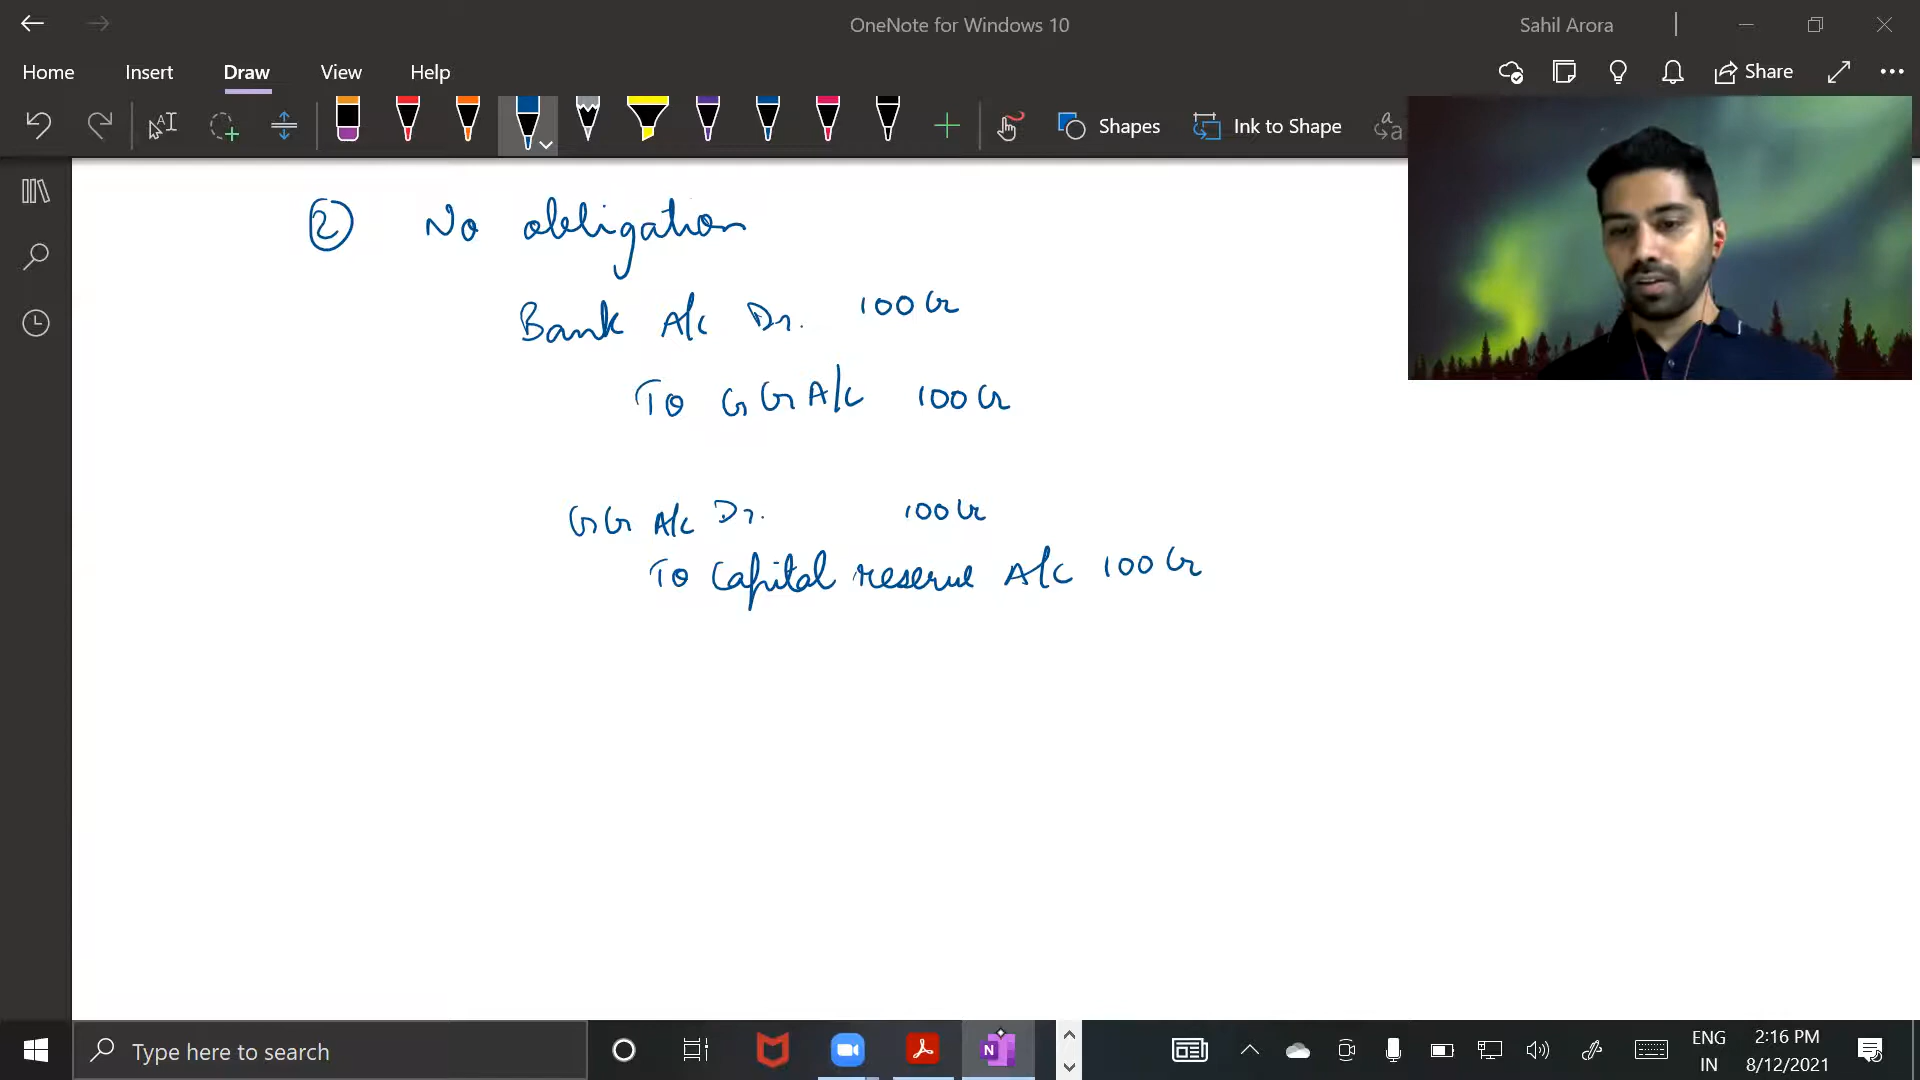 OneNote for Windows 10
Sahil Arora
Home Insert Draw View Help
Share
Shapes
Ink to Shape
② No obligation
Bank A/c Dr. 100 Cr
To GG A/c 100 Cr
GG A/c Dr. 100 Cr
To Capital reserve A/c 100 Cr
Type here to search
ENG
IN
2:16 PM
8/12/2021